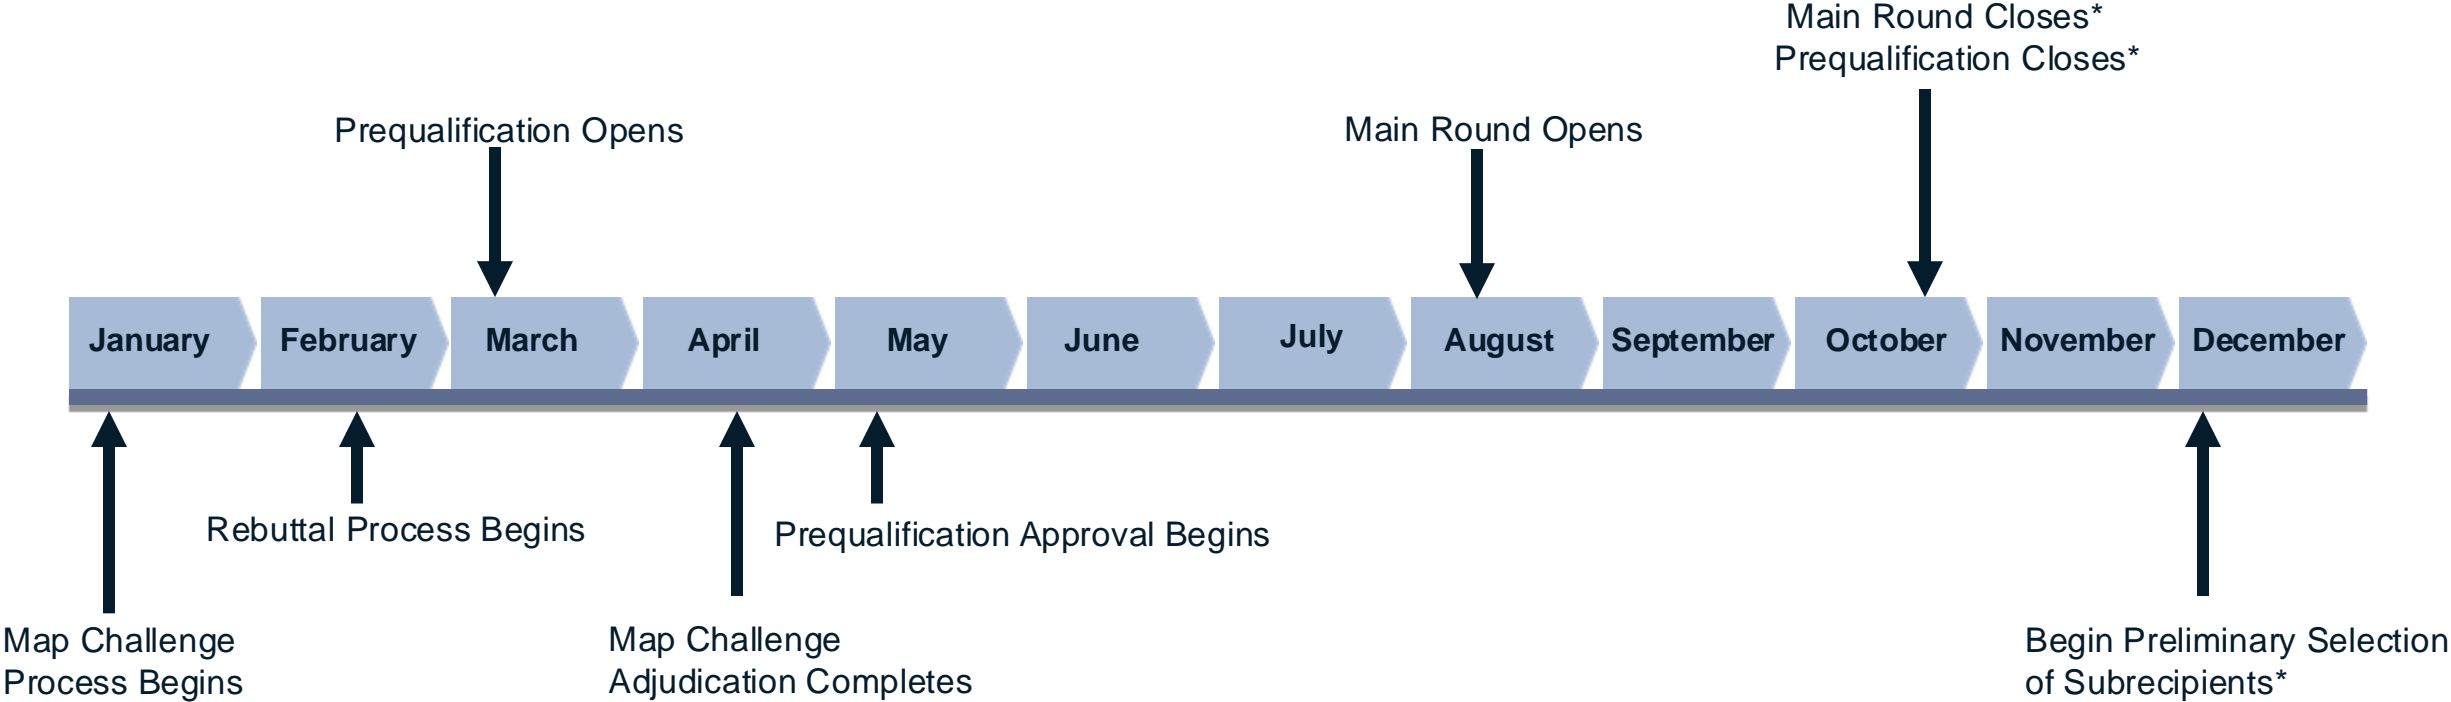 Main Round Closes*
Prequalification Closes*
Prequalification Opens
Main Round Opens
January
February
March
April
May
June
July
August
September
October
November
December
Rebuttal Process Begins
Prequalification Approval Begins
Map Challenge
Process Begins
Map Challenge
Adjudication Completes
Begin Preliminary Selection
of Subrecipients*